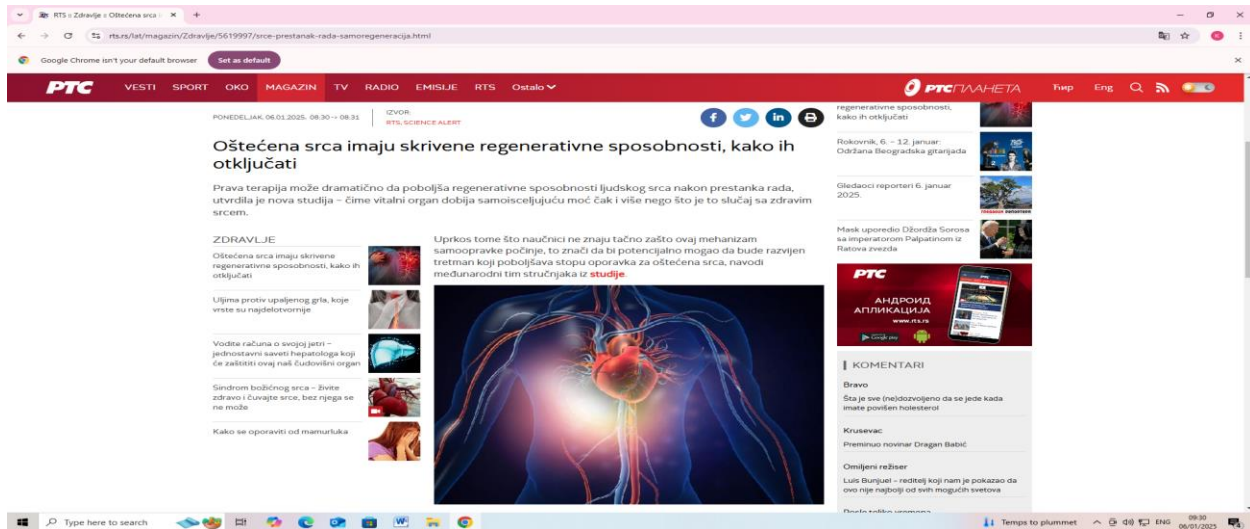 RTS :: Zdravlje :: Oštećena srca i
rts.rs/lat/magazin/Zdravlje/5619997/srce-prestanak-rada-samoregeneracija.html
Google Chrome isn't your default browser
Set as default
РТС VESTI SPORT OKO MAGAZIN TV RADIO EMISIJE RTS Ostalo
РТС ПЛАНЕТА Ћир Eng
PONEDELJAK, 06.01.2025, 08:30 -> 08:31
IZVOR:
RTS, SCIENCE ALERT
Oštećena srca imaju skrivene regenerativne sposobnosti, kako ih
otključati
Prava terapija može dramatično da poboljša regenerativne sposobnosti ljudskog srca nakon prestanka rada,
utvrdila je nova studija – čime vitalni organ dobija samoisceljujuću moć čak i više nego što je to slučaj sa zdravim
srcem.
ZDRAVLJE
Oštećena srca imaju skrivene
regenerativne sposobnosti, kako ih
otključati
Uljima protiv upaljenog grla, koje
vrste su najdelotvornije
Vodite računa o svojoj jetri –
jednostavni saveti hepatologa koji
će zaštititi ovaj naš čudovišni organ
Sindrom božićnog srca – živite
zdravo i čuvajte srce, bez njega se
ne može
Kako se oporaviti od mamurluka
Uprkos tome što naučnici ne znaju tačno zašto ovaj mehanizam
samoopravke počinje, to znači da bi potencijalno mogao da bude razvijen
tretman koji poboljšava stopu oporavka za oštećena srca, navodi
međunarodni tim stručnjaka iz studije.
regenerativne sposobnosti,
kako ih otključati
Rokovnik, 6. – 12. januar:
Održana Beogradska gitarijada
Gledaoci reporteri 6. januar
2025.
Mask uporedio Džordža Sorosa
sa imperatorom Palpatinom iz
Ratova zvezda
РТС
АНДРОИД
АПЛИКАЦИЈА
www.rts.rs
Google play
KOMENTARI
Bravo
Šta je sve (ne)dozvoljeno da se jede kada
imate povišen holesterol
Krusevac
Preminuo novinar Dragan Babić
Omiljeni režiser
Luis Bunjuel – reditelj koji nam je pokazao da
ovo nije najbolji od svih mogućih svetova
Type here to search
Temps to plummet
ENG
09:30
06/01/2025